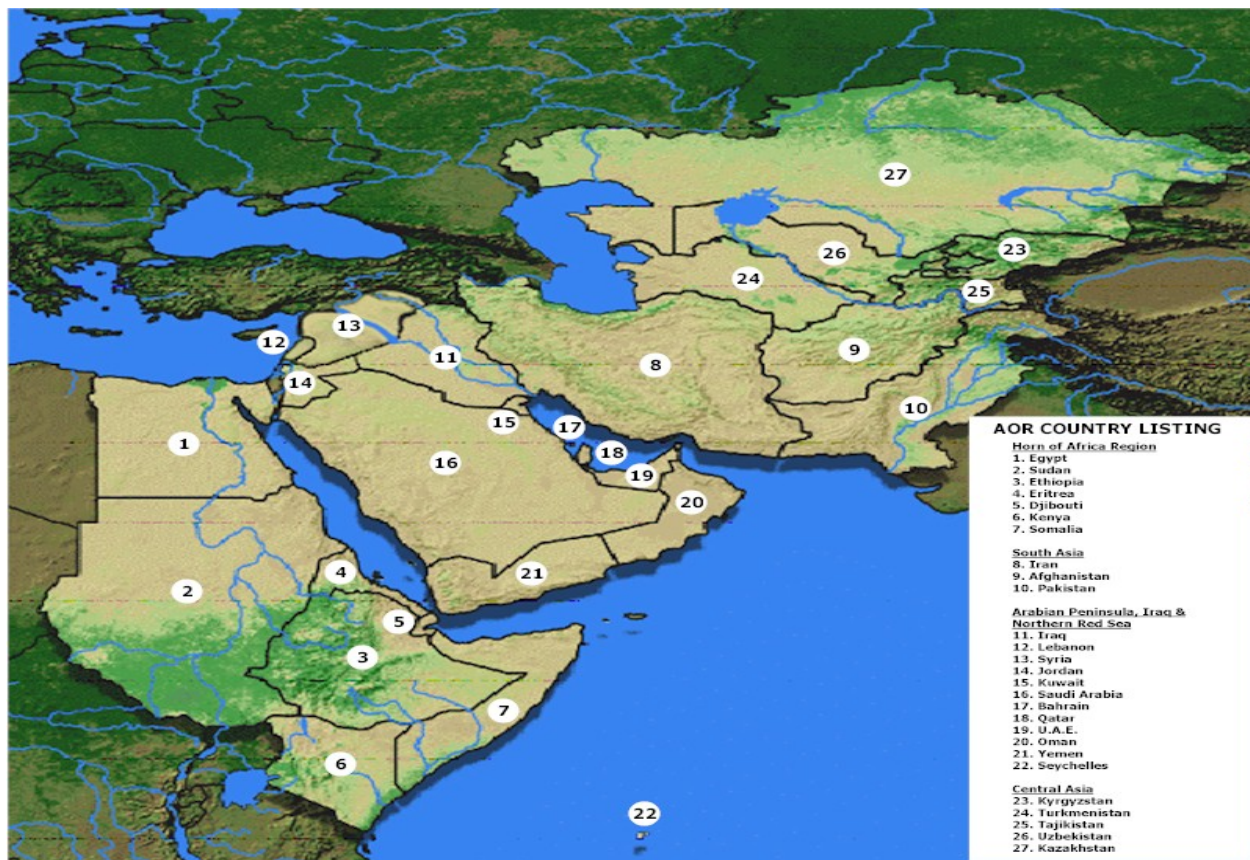 27
23
26
24
25
13
12
11
9
8
14
10
15
17
1
18
16
19
20
21
4
2
5
3
7
6
22
AOR COUNTRY LISTING
Horn of Africa Region
1. Egypt
2. Sudan
3. Ethiopia
4. Eritrea
5. Djibouti
6. Kenya
7. Somalia
South Asia
8. Iran
9. Afghanistan
10. Pakistan
Arabian Peninsula, Iraq &
Northern Red Sea
11. Iraq
12. Lebanon
13. Syria
14. Jordan
15. Kuwait
16. Saudi Arabia
17. Bahrain
18. Qatar
19. U.A.E.
20. Oman
21. Yemen
22. Seychelles
Central Asia
23. Kyrgyzstan
24. Turkmenistan
25. Tajikistan
26. Uzbekistan
27. Kazakhstan